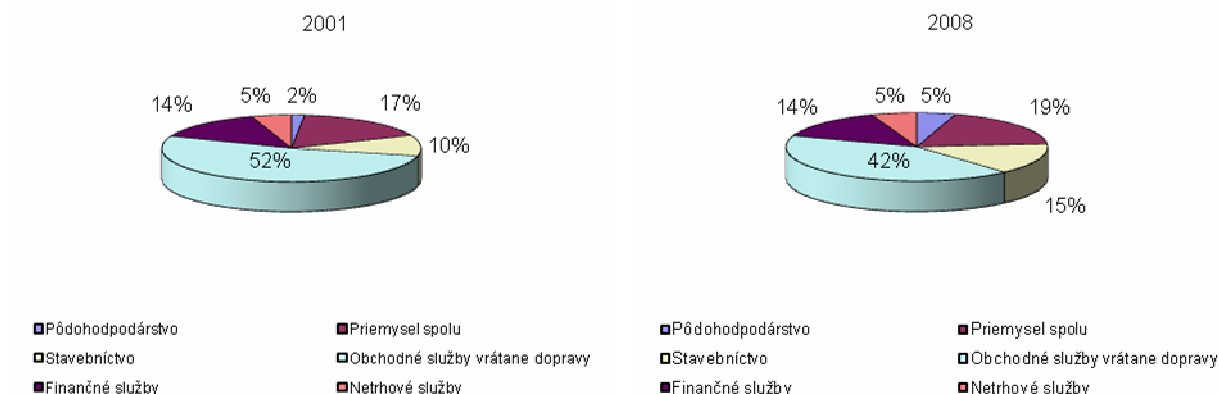 2001
14%
5%
2%
17%
10%
52%
Pôdohodpodárstvo
Priemysel spolu
Stavebníctvo
Obchodné služby vrátane dopravy
Finančné služby
Netrhové služby
2008
14%
5%
5%
19%
42%
15%
Pôdohodpodárstvo
Priemysel spolu
Stavebníctvo
Obchodné služby vrátane dopravy
Finančné služby
Netrhové služby